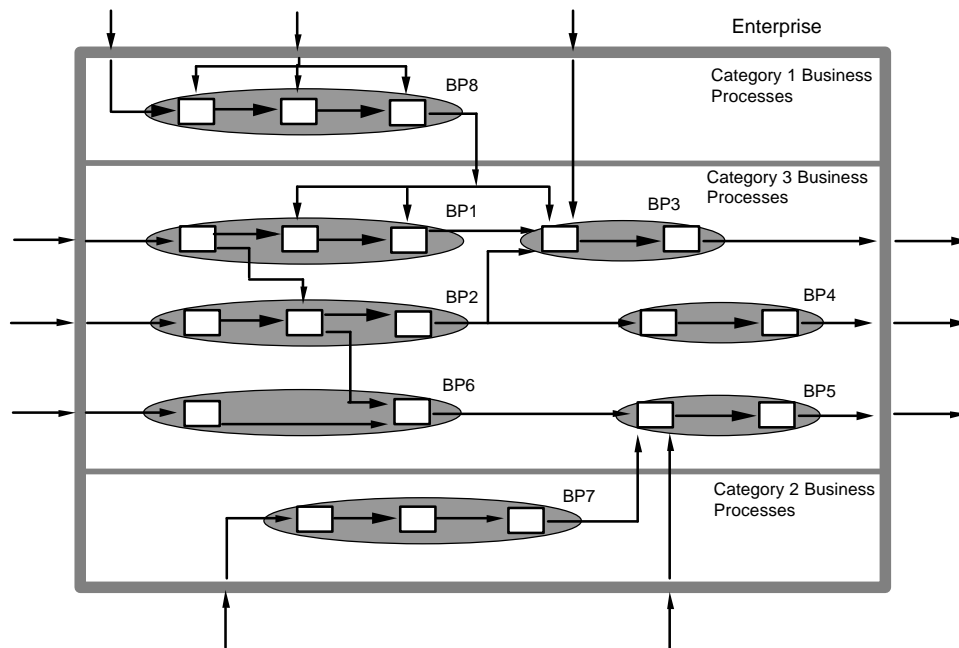 Enterprise
Category 1 Business
Processes
BP8
Category 3 Business
Processes
BP1
BP3
BP2
BP4
BP6
BP5
Category 2 Business
Processes
BP7